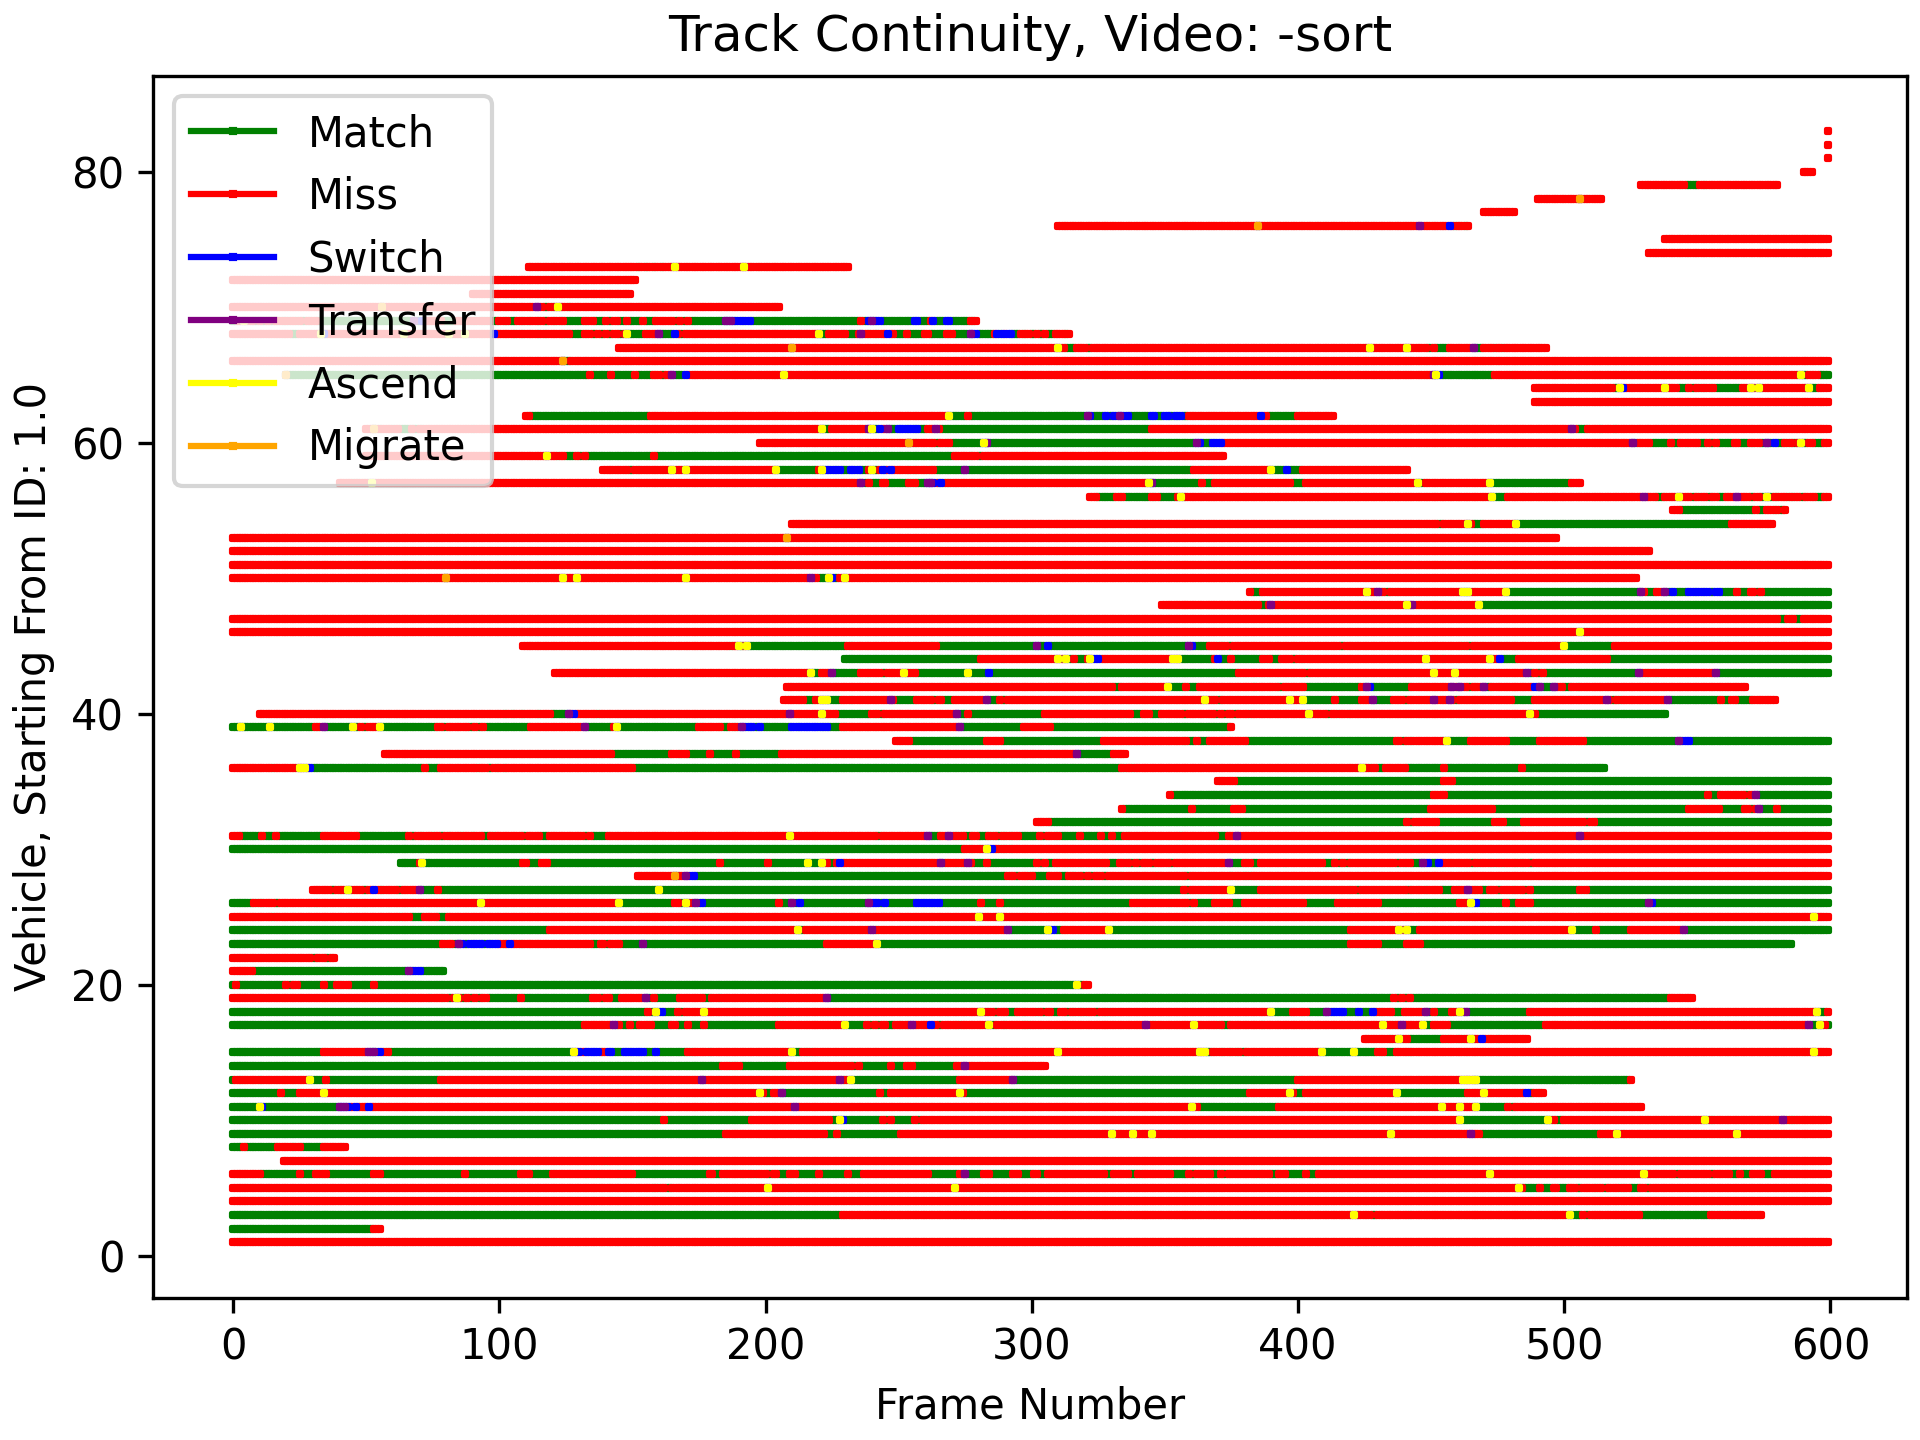 Track Continuity, Video: -sort
Match
Miss
Switch
Transfer
Ascend
Migrate
Vehicle, Starting From ID: 1.0
80
60
40
20
0
0 100 200 300 400 500 600
Frame Number